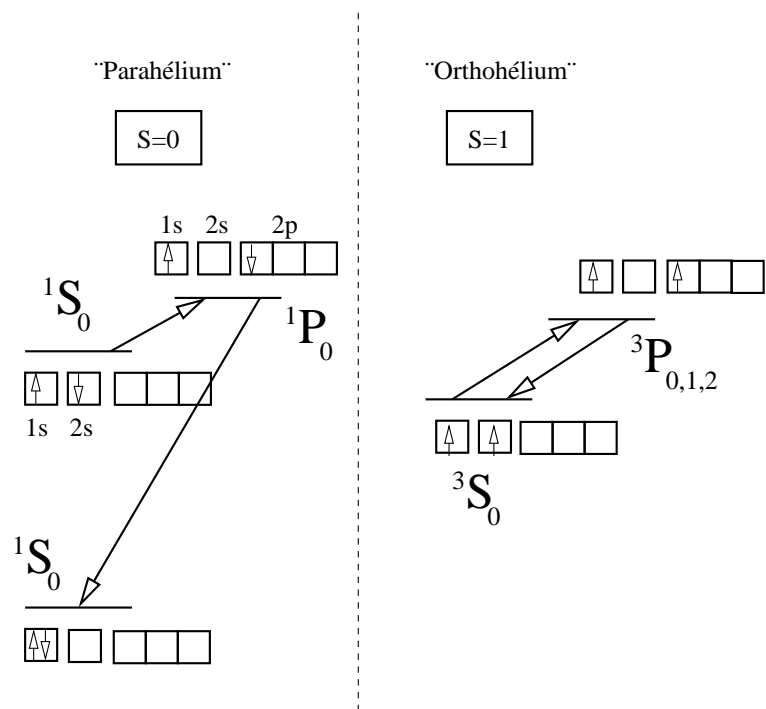 ¨Parahélium¨
S=0
1s 2s 2p
¹S₀
¹P₀
1s 2s
¹S₀
¨Orthohélium¨
S=1
³P₀,₁,₂
³S₀